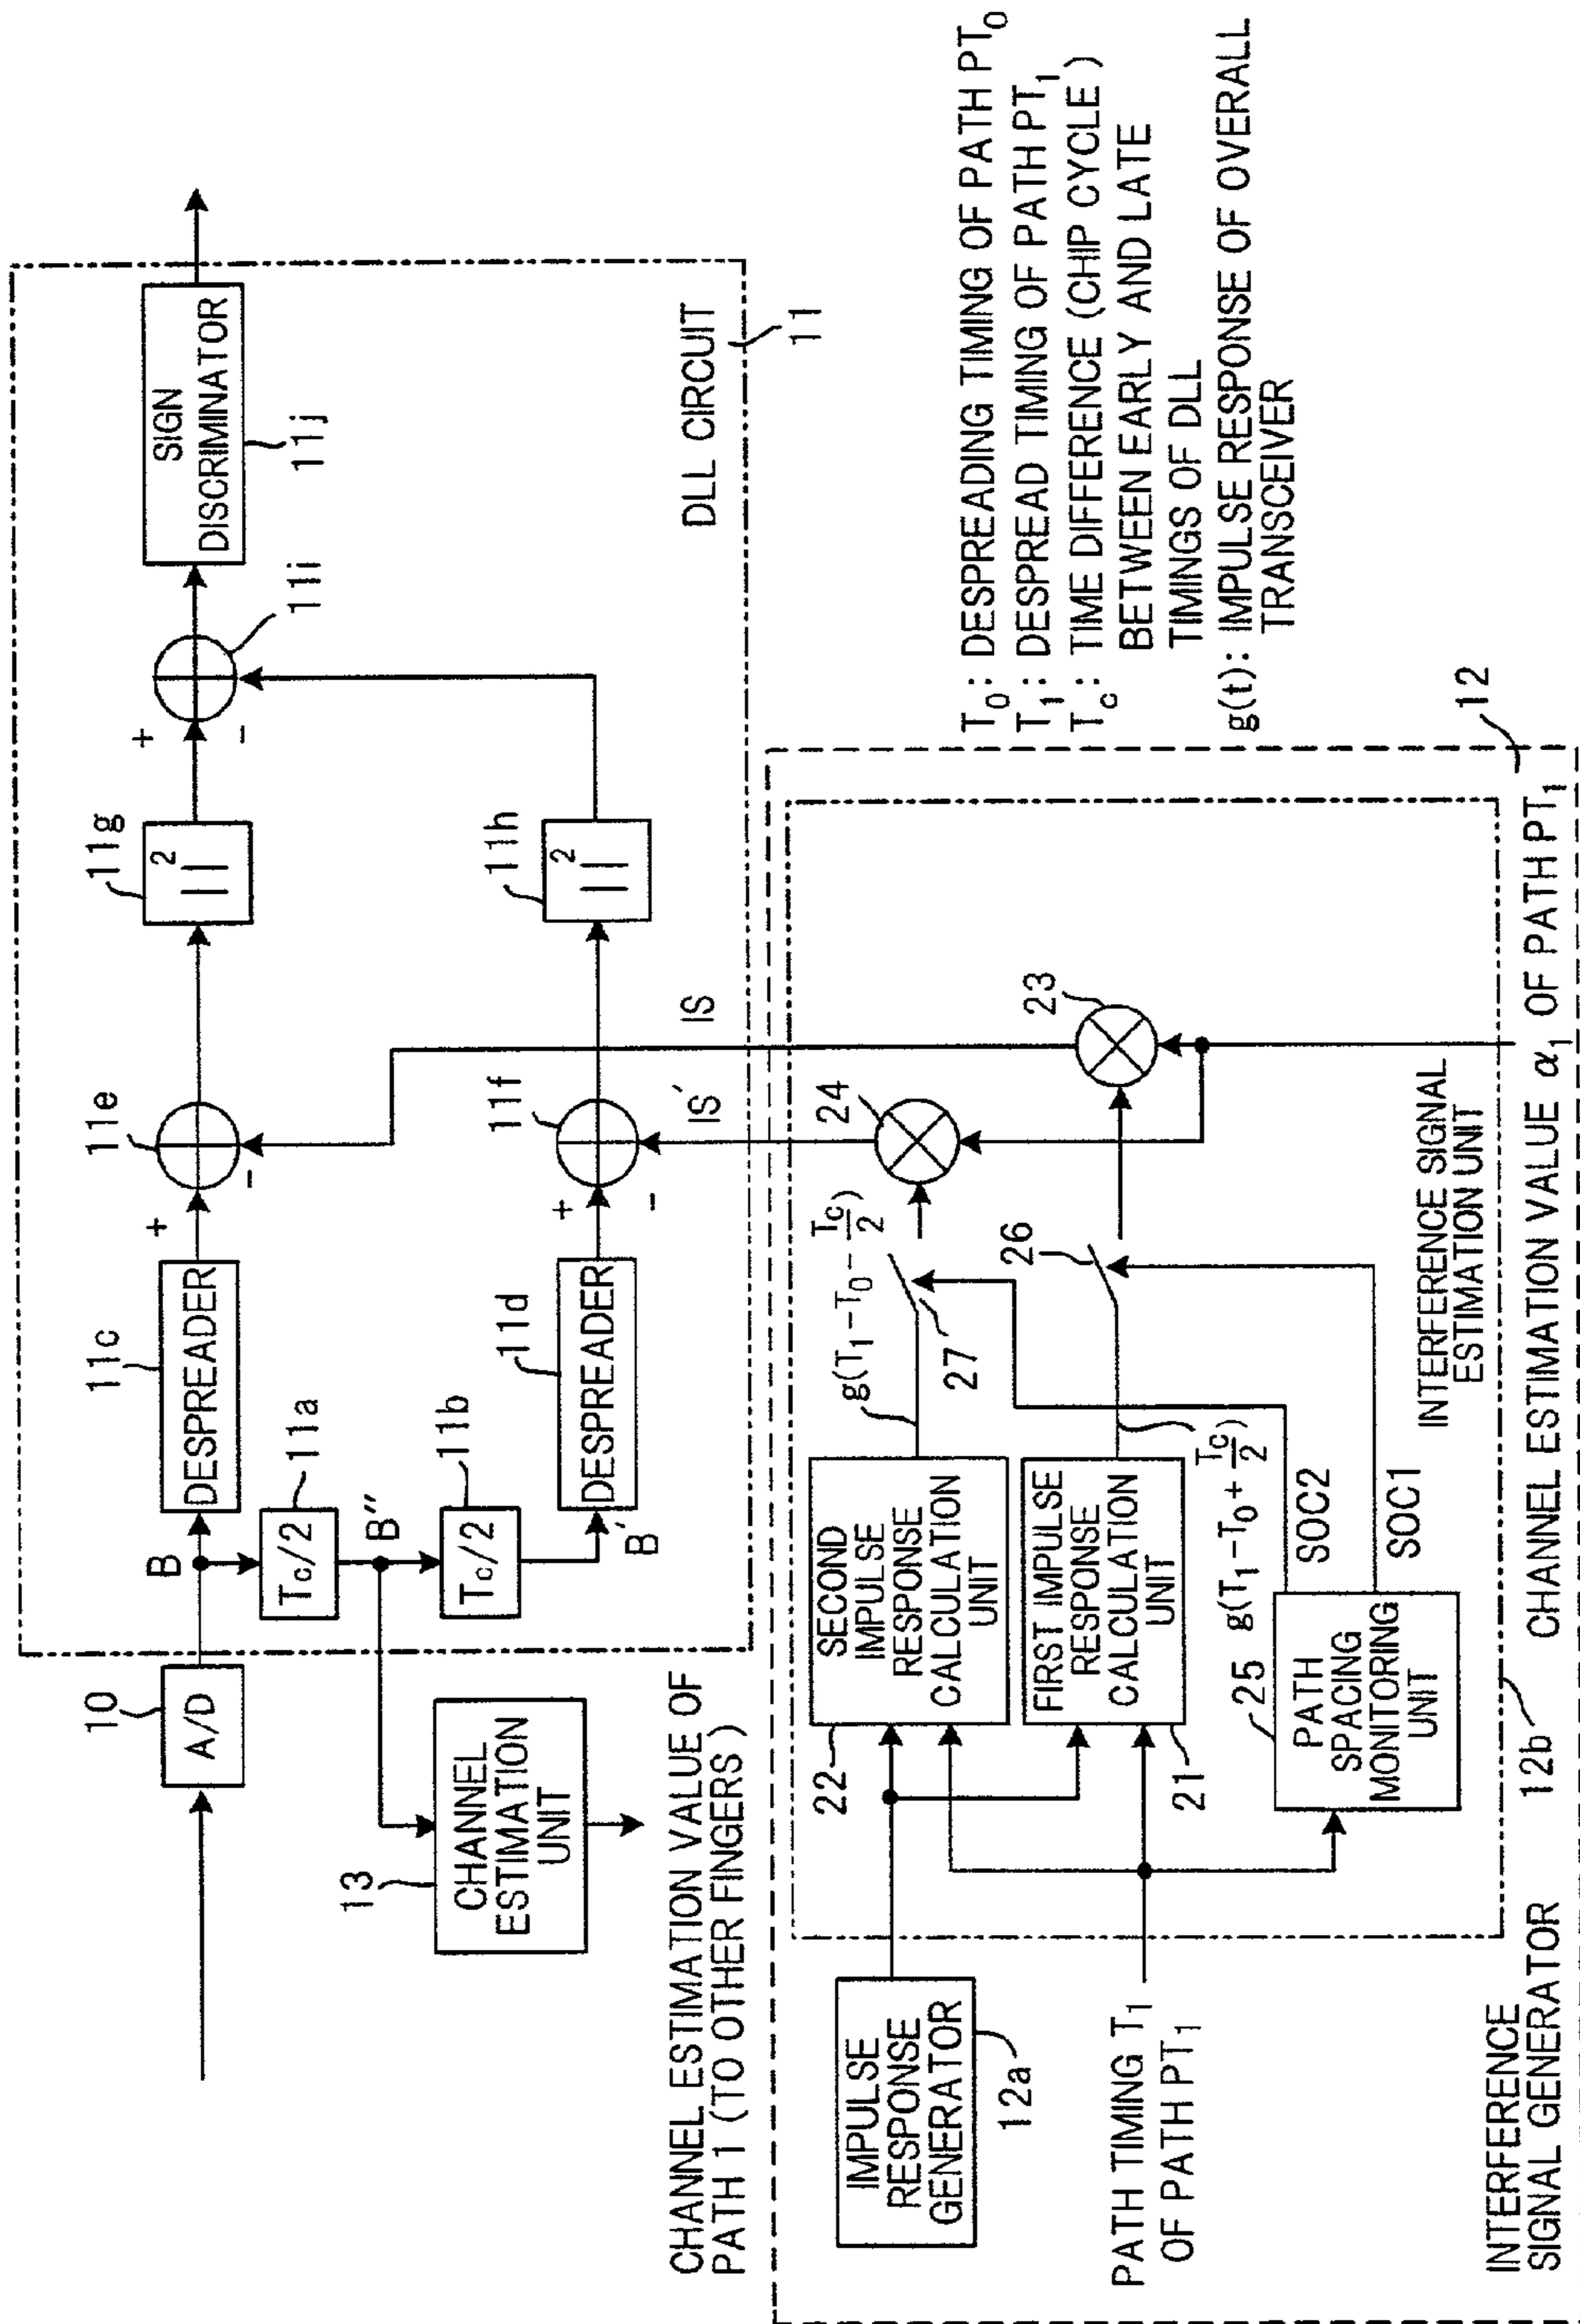 10
A/D
B
11c
DESPREADER
+
-
11e
11g
| |²
+
-
11i
SIGN
DISCRIMINATOR
11j
Tc/2
11a
B″
Tc/2
11b
B′
DESPREADER
11d
+
-
11f
11h
| |²
DLL CIRCUIT
11
13
CHANNEL
ESTIMATION
UNIT
CHANNEL ESTIMATION VALUE OF
PATH 1 (TO OTHER FINGERS)
IS′
IS
IMPULSE
RESPONSE
GENERATOR
12a
PATH TIMING T₁
OF PATH PT₁
22
SECOND
IMPULSE
RESPONSE
CALCULATION
UNIT
g(T₁-T₀-Tc/2)
27
24
FIRST IMPULSE
RESPONSE
CALCULATION
UNIT
21
g(T₁-T₀+Tc/2)
26
23
25
PATH
SPACING
MONITORING
UNIT
SOC2
SOC1
INTERFERENCE SIGNAL
ESTIMATION UNIT
12b
INTERFERENCE
SIGNAL GENERATOR
CHANNEL ESTIMATION VALUE α₁ OF PATH PT₁
12
T₀: DESPREADING TIMING OF PATH PT₀
T₁: DESPREAD TIMING OF PATH PT₁
Tc: TIME DIFFERENCE (CHIP CYCLE)
BETWEEN EARLY AND LATE
TIMINGS OF DLL
g(t): IMPULSE RESPONSE OF OVERALL
TRANSCEIVER